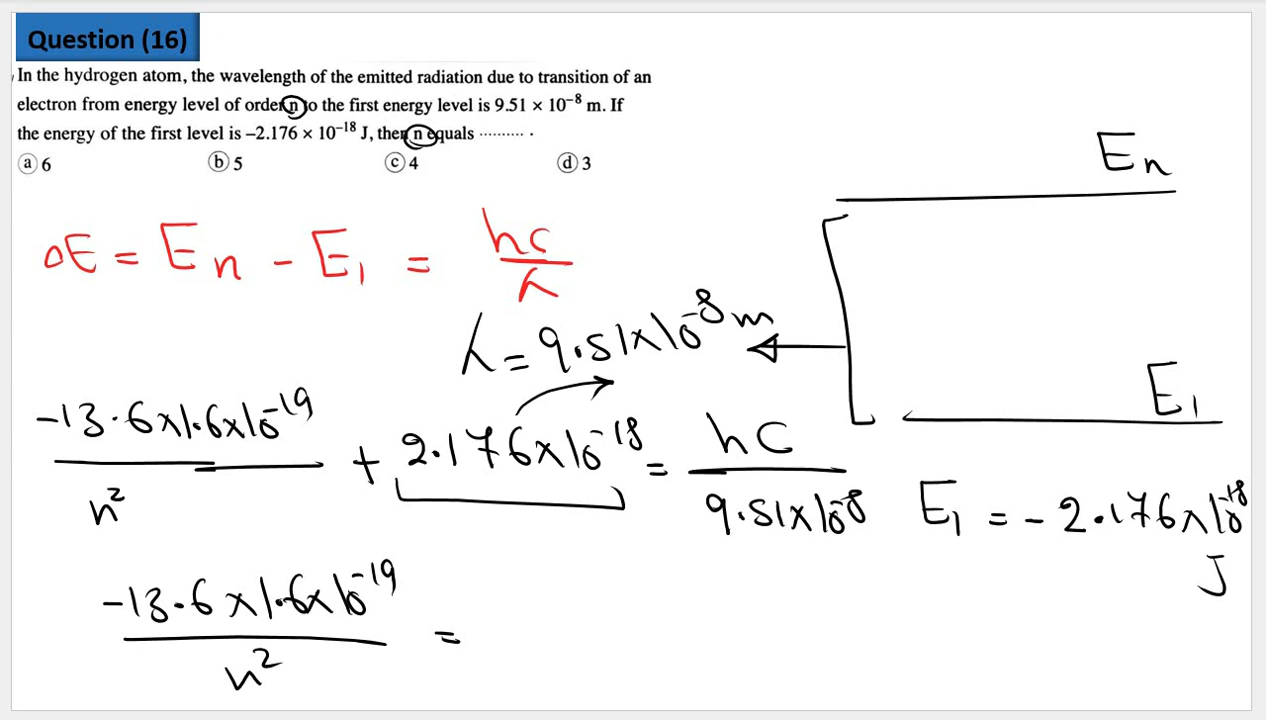 Question (16)
In the hydrogen atom, the wavelength of the emitted radiation due to transition of an
electron from energy level of order n to the first energy level is 9.51 × 10⁻⁸ m. If
the energy of the first level is –2.176 × 10⁻¹⁸ J, then n equals .......... .
ⓐ 6 ⓑ 5 ⓒ 4 ⓓ 3
En
ΔE = En - E₁ = hc/λ
λ = 9.51×10⁻⁸ m
E₁
-13.6×1.6×10⁻¹⁹/n² + 2.176×10⁻¹⁸ = hc/9.51×10⁻⁸
E₁ = -2.176×10⁻¹⁸
J
-13.6×1.6×10⁻¹⁹/n² =